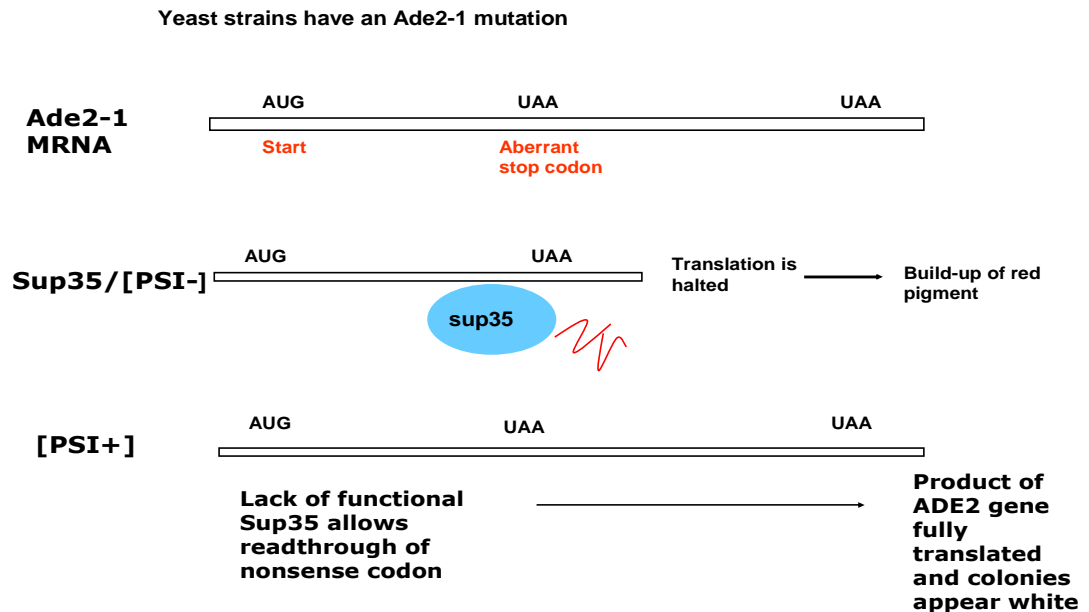 Yeast strains have an Ade2-1 mutation
Ade2-1
MRNA
AUG
UAA
UAA
Start
Aberrant
stop codon
Sup35/[PSI-]
AUG
UAA
sup35
Translation is
halted
Build-up of red
pigment
[PSI+]
AUG
UAA
UAA
Lack of functional
Sup35 allows
readthrough of
nonsense codon
Product of
ADE2 gene
fully
translated
and colonies
appear white